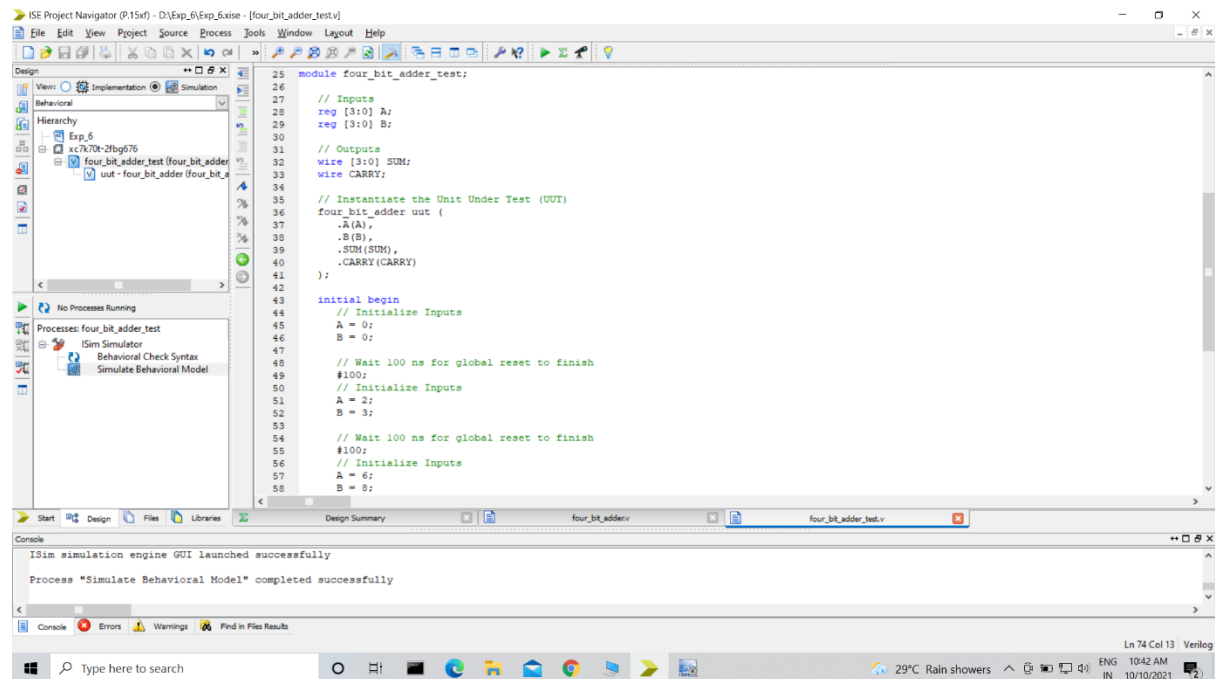 ISE Project Navigator (P.15xf) - D:\Exp_6\Exp_6.xise - [four_bit_adder_test.v]
File Edit View Project Source Process Tools Window Layout Help
Design
View: Implementation Simulation
Behavioral
Hierarchy
Exp_6
xc7k70t-2fbg676
four_bit_adder_test (four_bit_adder
uut - four_bit_adder (four_bit_a
No Processes Running
Processes: four_bit_adder_test
ISim Simulator
Behavioral Check Syntax
Simulate Behavioral Model
Start Design Files Libraries
25 module four_bit_adder_test;
26
27 // Inputs
28 reg [3:0] A;
29 reg [3:0] B;
30
31 // Outputs
32 wire [3:0] SUM;
33 wire CARRY;
34
35 // Instantiate the Unit Under Test (UUT)
36 four_bit_adder uut (
37 .A(A),
38 .B(B),
39 .SUM(SUM),
40 .CARRY(CARRY)
41 );
42
43 initial begin
44 // Initialize Inputs
45 A = 0;
46 B = 0;
47
48 // Wait 100 ns for global reset to finish
49 #100;
50 // Initialize Inputs
51 A = 2;
52 B = 3;
53
54 // Wait 100 ns for global reset to finish
55 #100;
56 // Initialize Inputs
57 A = 6;
58 B = 8;
Design Summary four_bit_adder.v four_bit_adder_test.v
Console
ISim simulation engine GUI launched successfully
Process "Simulate Behavioral Model" completed successfully
Console Errors Warnings Find in Files Results
Ln 74 Col 13 Verilog
Type here to search
29°C Rain showers
ENG 10:42 AM
IN 10/10/2021
2